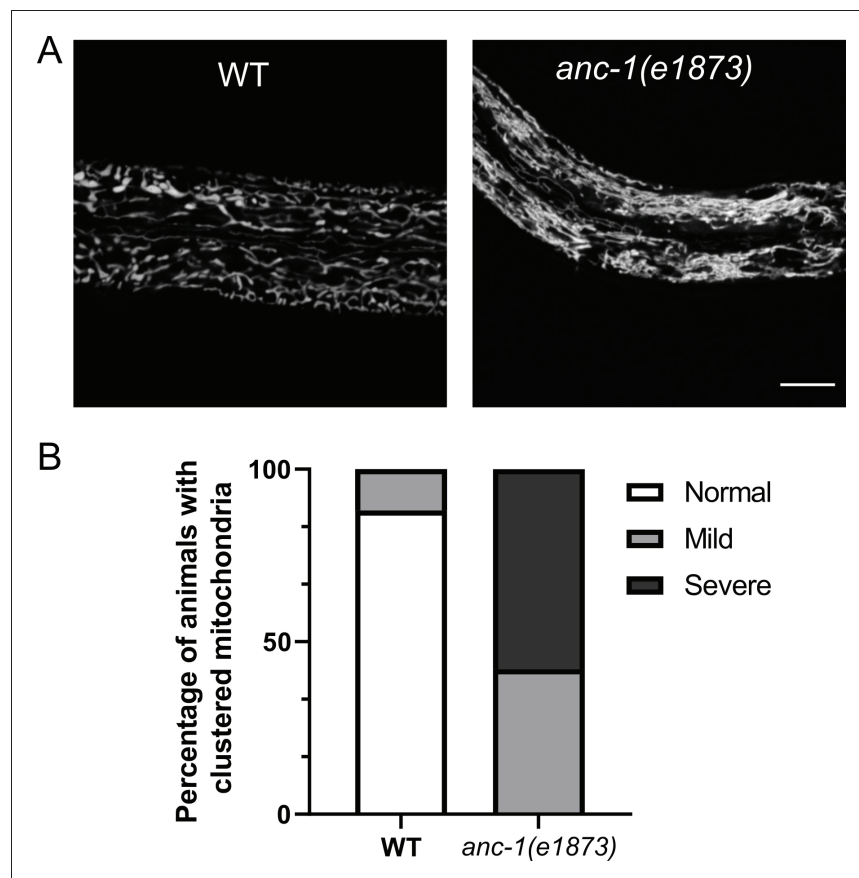 A
WT
anc-1(e1873)
B
Percentage of animals with
clustered mitochondria
100
50
0
WT
anc-1(e1873)
Normal
Mild
Severe